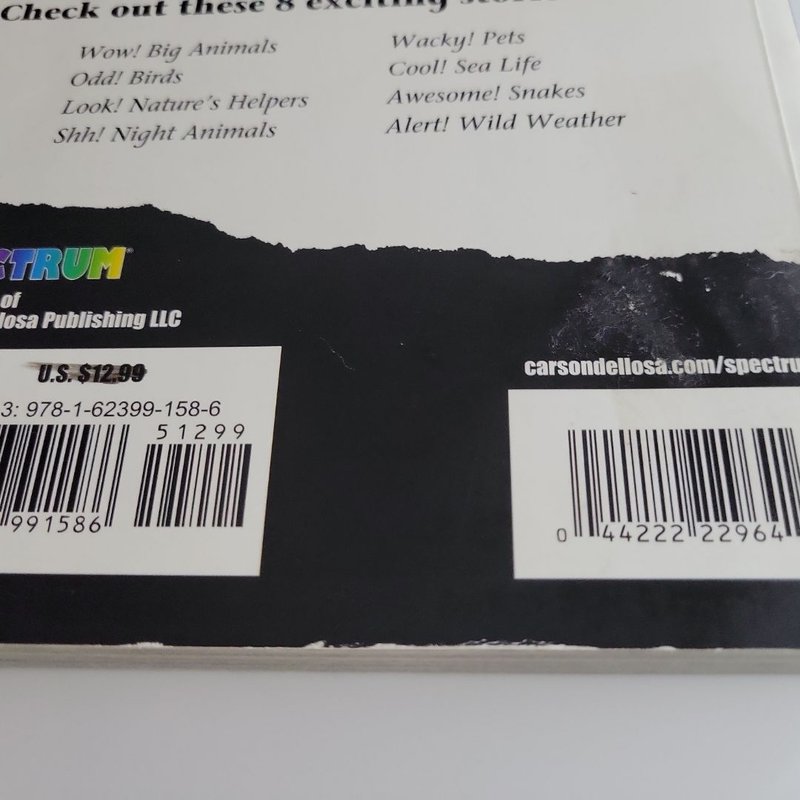 Check out these 8 exciting
Wow! Big Animals
Odd! Birds
Look! Nature's Helpers
Shh! Night Animals
Wacky! Pets
Cool! Sea Life
Awesome! Snakes
Alert! Wild Weather
CTRUM
of
llosa Publishing LLC
U.S. $12.99
3: 978-1-62399-158-6
51299
991586
carsondellosa.com/spectru
0 44222 22964